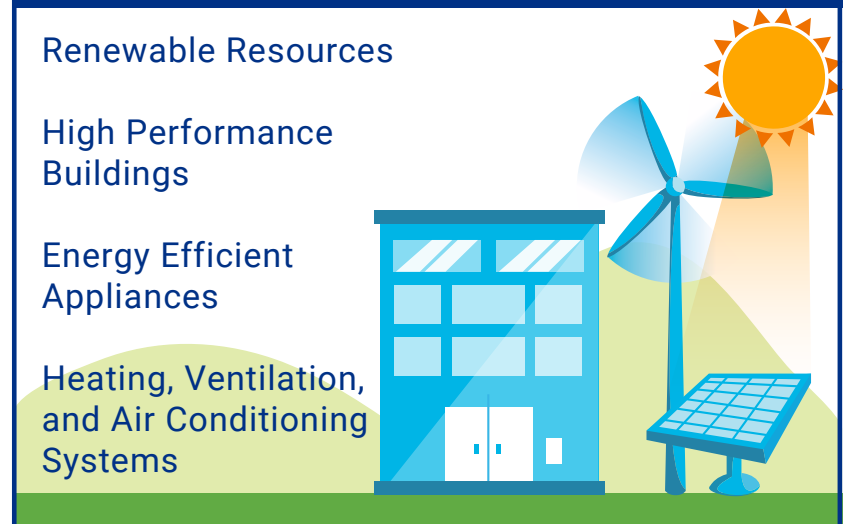 Renewable Resources
High Performance
Buildings
Energy Efficient
Appliances
Heating, Ventilation,
and Air Conditioning
Systems